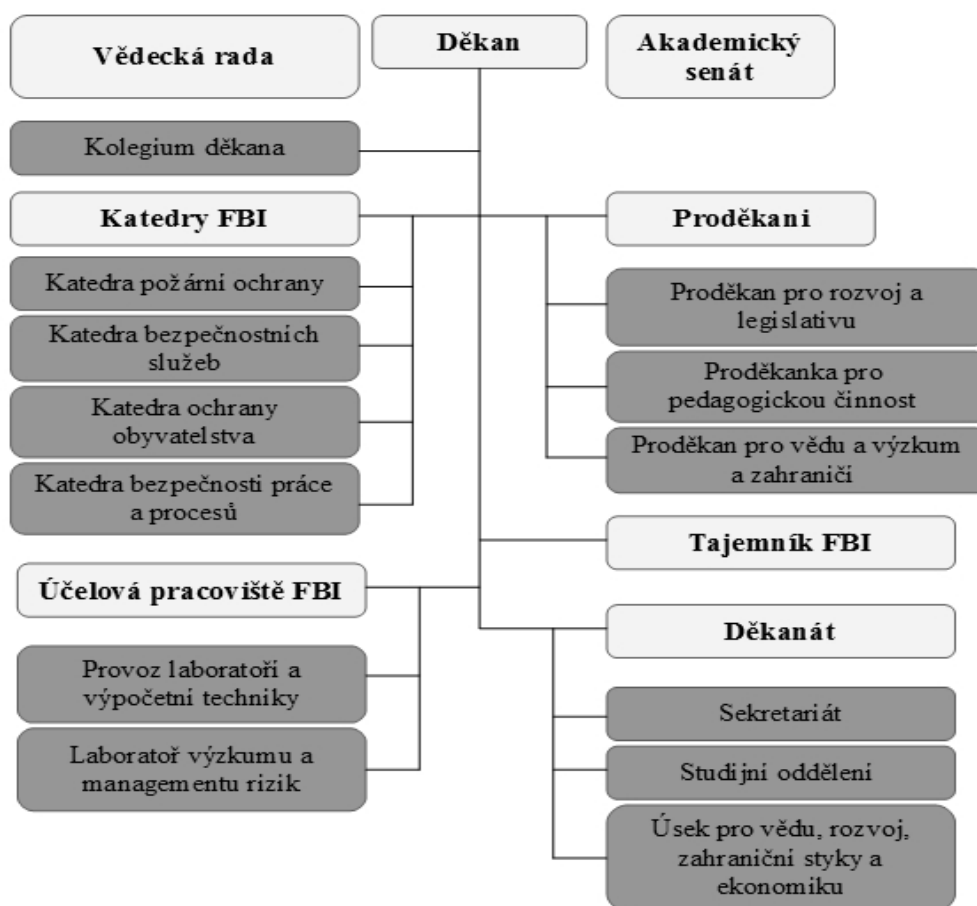 Vědecká rada
Děkan
Akademický
senát
Kolegium děkana
Katedry FBI
Katedra požární ochrany
Katedra bezpečnostních
služeb
Katedra ochrany
obyvatelstva
Katedra bezpečnosti práce
a procesů
Proděkani
Proděkan pro rozvoj a
legislativu
Proděkanka pro
pedagogickou činnost
Proděkan pro vědu a výzkum
a zahraničí
Tajemník FBI
Účelová pracoviště FBI
Provoz laboratoří a
výpočetní techniky
Laboratoř výzkumu a
managementu rizik
Děkanát
Sekretariát
Studijní oddělení
Úsek pro vědu, rozvoj,
zahraniční styky a
ekonomiku